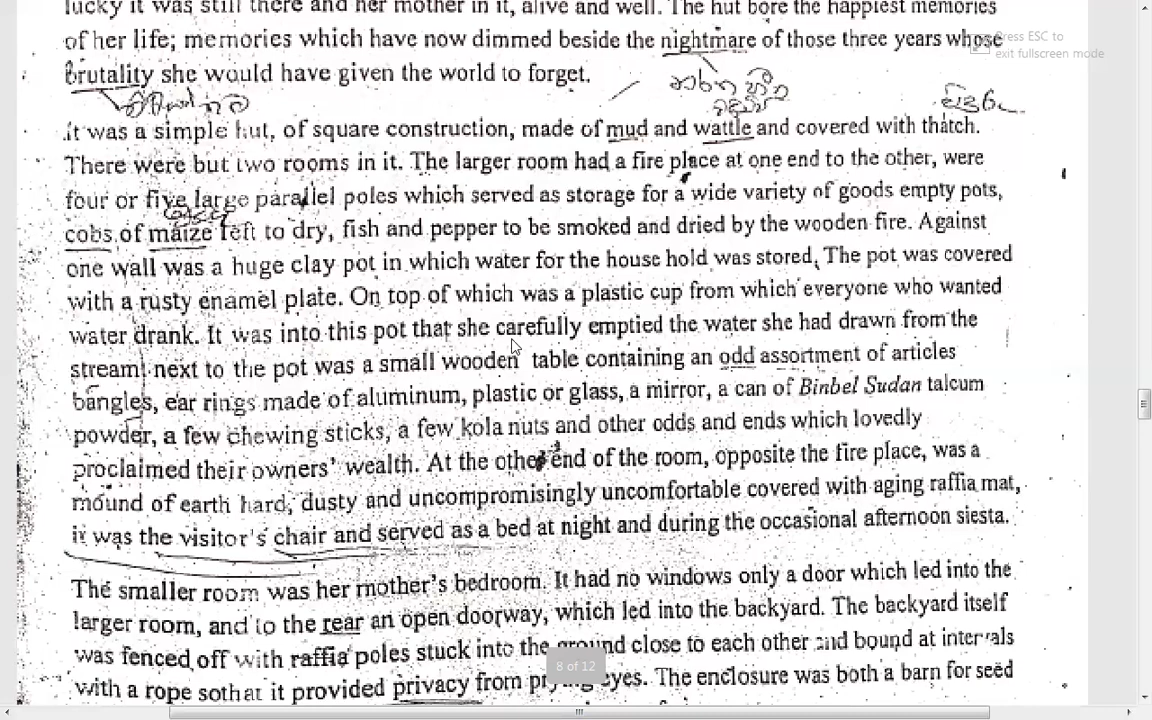 lucky it was still there and her mother in it, alive and well. The hut bore the happiest memories
of her life; memories which have now dimmed beside the nightmare of those three years whose
Press ESC to
exit fullscreen mode
brutality she would have given the world to forget.
It was a simple hut, of square construction, made of mud and wattle and covered with thatch.
There were but two rooms in it. The larger room had a fire place at one end to the other, were
four or five large parallel poles which served as storage for a wide variety of goods empty pots,
cobs of maize left to dry, fish and pepper to be smoked and dried by the wooden fire. Against
one wall was a huge clay pot in which water for the house hold was stored, The pot was covered
with a rusty enamel plate. On top of which was a plastic cup from which everyone who wanted
water drank. It was into this pot that she carefully emptied the water she had drawn from the
stream next to the pot was a small wooden table containing an odd assortment of articles
bangles, ear rings made of aluminum, plastic or glass, a mirror, a can of Binbel Sudan talcum
powder, a few chewing sticks, a few kola nuts and other odds and ends which lovedly
proclaimed their owners' wealth. At the other end of the room, opposite the fire place, was a
mound of earth hard, dusty and uncompromisingly uncomfortable covered with aging raffia mat,
it was the visitor's chair and served as a bed at night and during the occasional afternoon siesta.
The smaller room was her mother's bedroom. It had no windows only a door which led into the
larger room, and to the rear an open doorway, which led into the backyard. The backyard itself
was fenced off with raffia poles stuck into the ground close to each other and bound at intervals
8 of 12
with a rope sothat it provided privacy from prying eyes. The enclosure was both a barn for seed